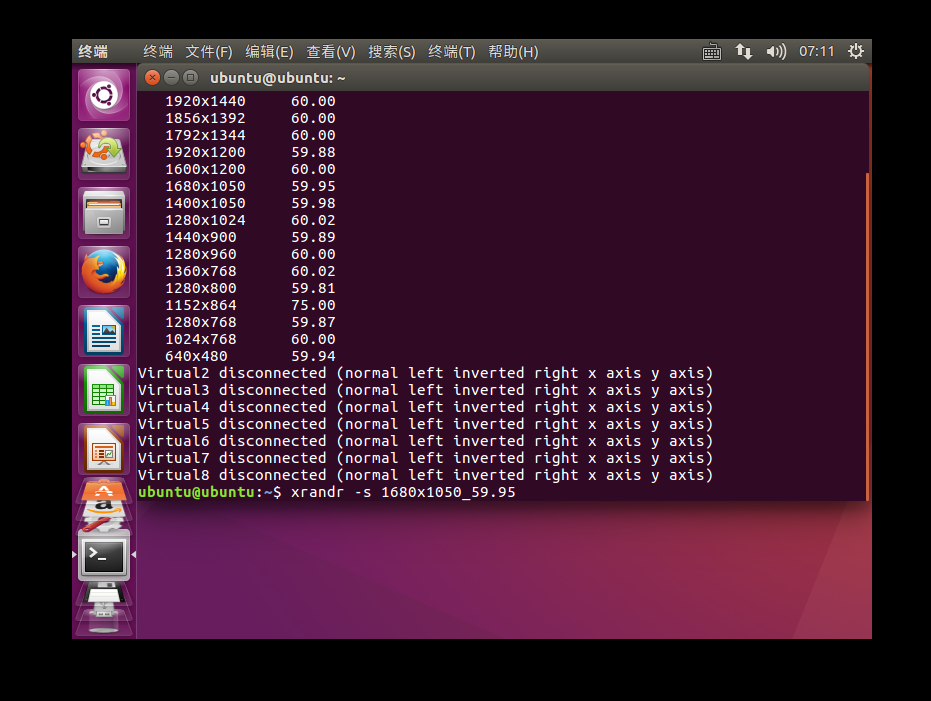 终端 终端 文件(F) 编辑(E) 查看(V) 搜索(S) 终端(T) 帮助(H) 07:11
ubuntu@ubuntu: ~
1920x1440 60.00
1856x1392 60.00
1792x1344 60.00
1920x1200 59.88
1600x1200 60.00
1680x1050 59.95
1400x1050 59.98
1280x1024 60.02
1440x900 59.89
1280x960 60.00
1360x768 60.02
1280x800 59.81
1152x864 75.00
1280x768 59.87
1024x768 60.00
640x480 59.94
Virtual2 disconnected (normal left inverted right x axis y axis)
Virtual3 disconnected (normal left inverted right x axis y axis)
Virtual4 disconnected (normal left inverted right x axis y axis)
Virtual5 disconnected (normal left inverted right x axis y axis)
Virtual6 disconnected (normal left inverted right x axis y axis)
Virtual7 disconnected (normal left inverted right x axis y axis)
Virtual8 disconnected (normal left inverted right x axis y axis)
ubuntu@ubuntu:~$ xrandr -s 1680x1050_59.95